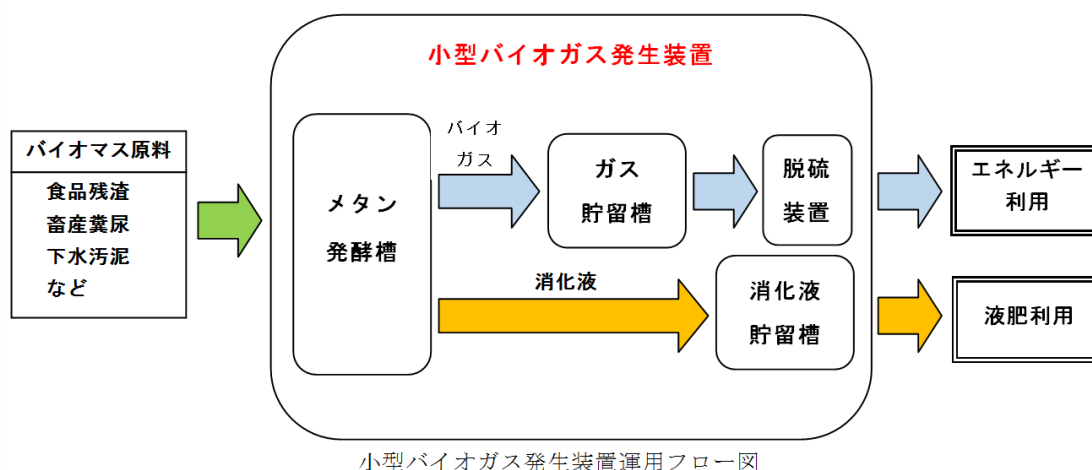 小型バイオガス発生装置
バイオマス原料
食品残渣
畜産糞尿
下水汚泥
など
メタン
発酵槽
バイオ
ガス
ガス
貯留槽
脱硫
装置
エネルギー
利用
消化液
消化液
貯留槽
液肥利用
小型バイオガス発生装置運用フロー図